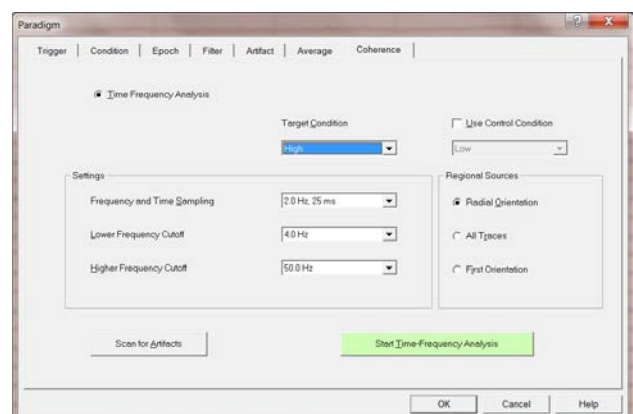 Paradigm
Trigger | Condition | Epoch | Filter | Artifact | Average | Coherence
Time Frequency Analysis
Target Condition
Use Control Condition
High
Low
Settings
Regional Sources
Frequency and Time Sampling
2.0 Hz, 25 ms
Radial Orientation
Lower Frequency Cutoff
4.0 Hz
All Traces
Higher Frequency Cutoff
50.0 Hz
First Orientation
Scan for Artifacts
Start Time-Frequency Analysis
OK
Cancel
Help